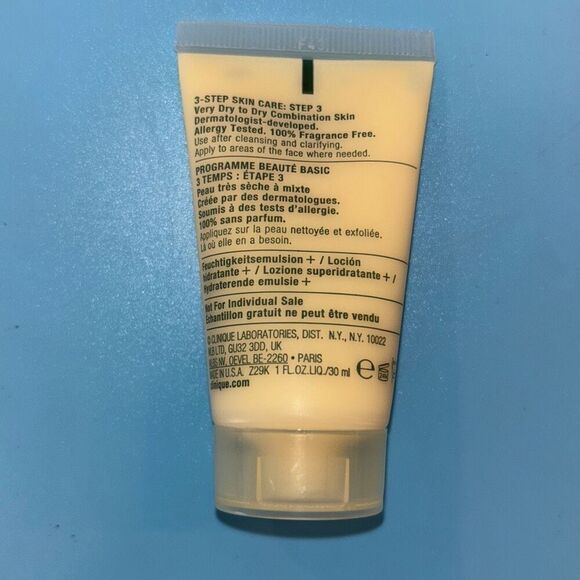 3-STEP SKIN CARE: STEP 3
Very Dry to Dry Combination Skin
Dermatologist-developed.
Allergy Tested. 100% Fragrance Free.
Use after cleansing and clarifying.
Apply to areas of the face where needed.
PROGRAMME BEAUTÉ BASIC
3 TEMPS : ÉTAPE 3
Peau très sèche à mixte
Créée par des dermatologues.
Soumis à des tests d'allergie.
100% sans parfum.
Appliquez sur la peau nettoyée et exfoliée.
Là où elle en a besoin.
Feuchtigkeitsemulsion + / Loción
hidratante + / Lozione superidratante + /
Hydraterende emulsie +
Not For Individual Sale
Echantillon gratuit ne peut être vendu
© CLINIQUE LABORATORIES, DIST. N.Y., N.Y. 10022
GU32 3DD, UK
OEVEL BE-2260 • PARIS
MADE IN U.S.A. Z29K 1 FL.OZ.LIQ./30 ml e
clinique.com